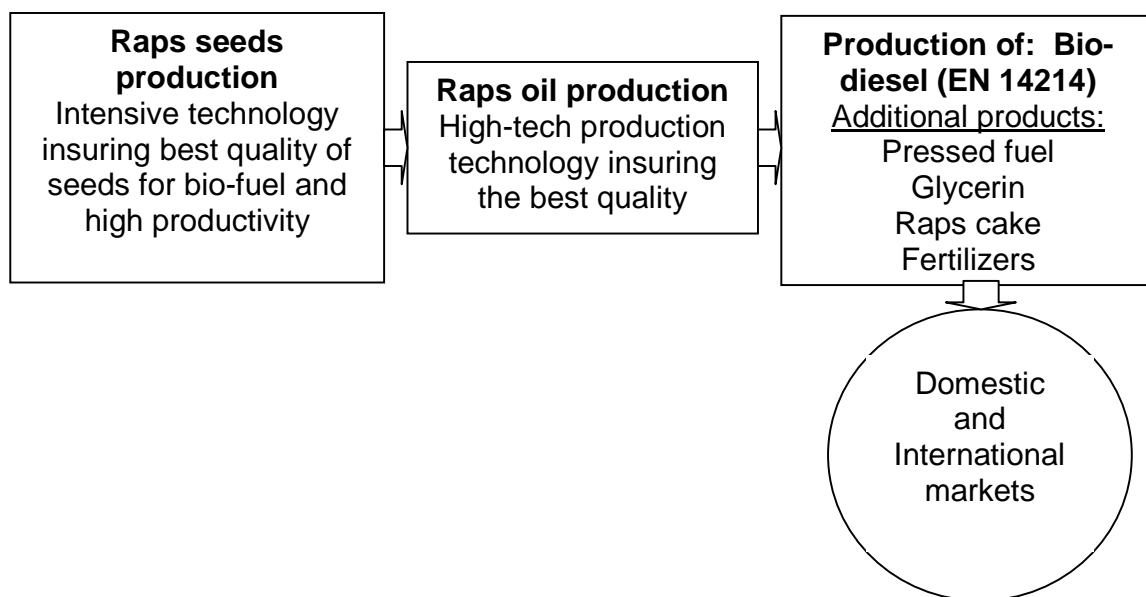 Raps seeds
production
Intensive technology
insuring best quality of
seeds for bio-fuel and
high productivity
Raps oil production
High-tech production
technology insuring
the best quality
Production of: Bio-
diesel (EN 14214)
Additional products:
Pressed fuel
Glycerin
Raps cake
Fertilizers
Domestic
and
International
markets